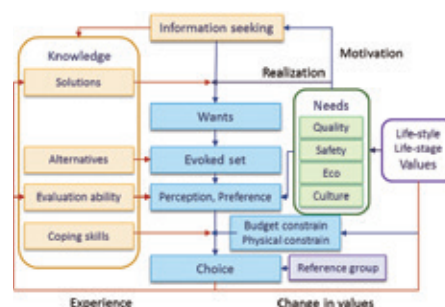 Information seeking
Knowledge
Motivation
Realization
Solutions
Needs
Wants
Quality
Life-style
Life-stage
Values
Alternatives
Evoked set
Safety
Eco
Evaluation ability
Perception, Preference
Culture
Coping skills
Budget constrain
Physical constrain
Choice
Reference group
Experience
Change in values